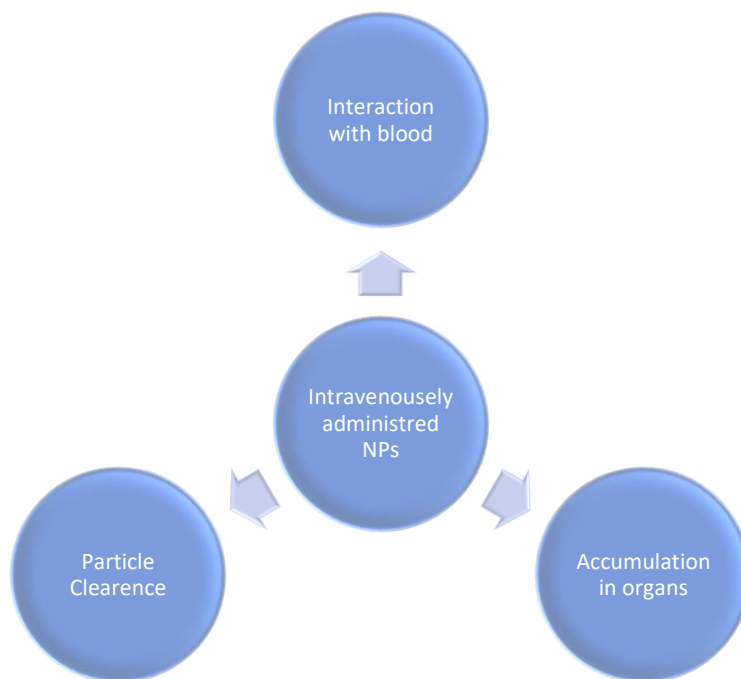 Interaction
with blood
Intravenousely
administred
NPs
Particle
Clearence
Accumulation
in organs